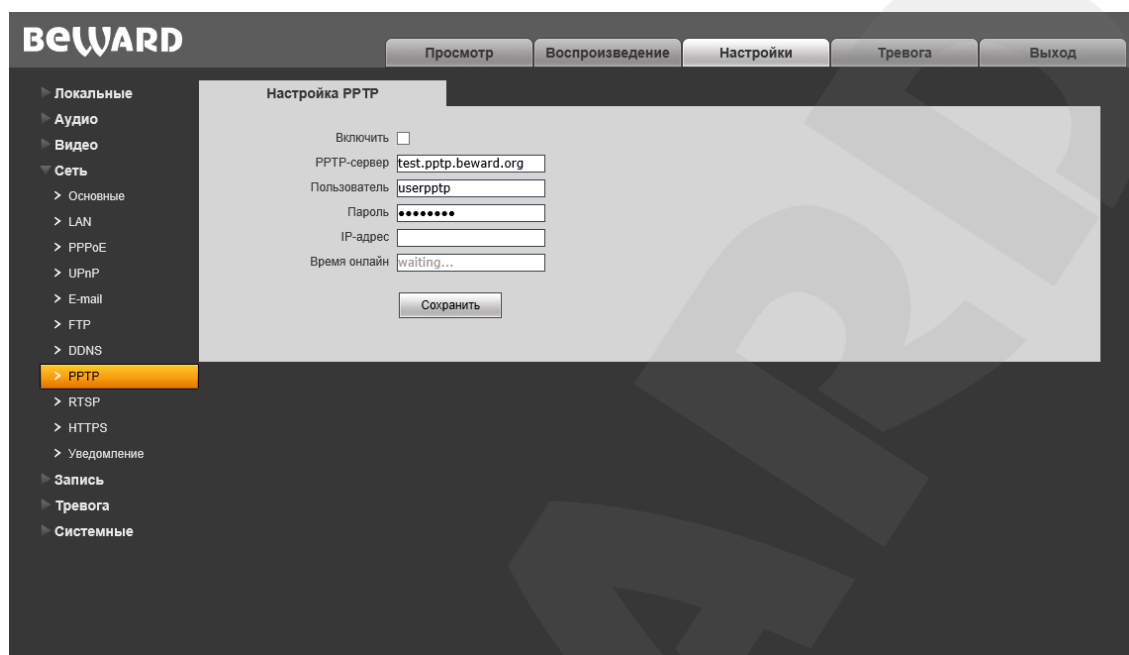 BEWARD
Просмотр Воспроизведение Настройки Тревога Выход
Локальные
Аудио
Видео
Сеть
> Основные
> LAN
> PPPoE
> UPnP
> E-mail
> FTP
> DDNS
> PPTP
> RTSP
> HTTPS
> Уведомление
Запись
Тревога
Системные
Настройка PPTP
Включить
PPTP-сервер test.pptp.beward.org
Пользователь userpptp
Пароль ••••••••
IP-адрес
Время онлайн waiting...
Сохранить